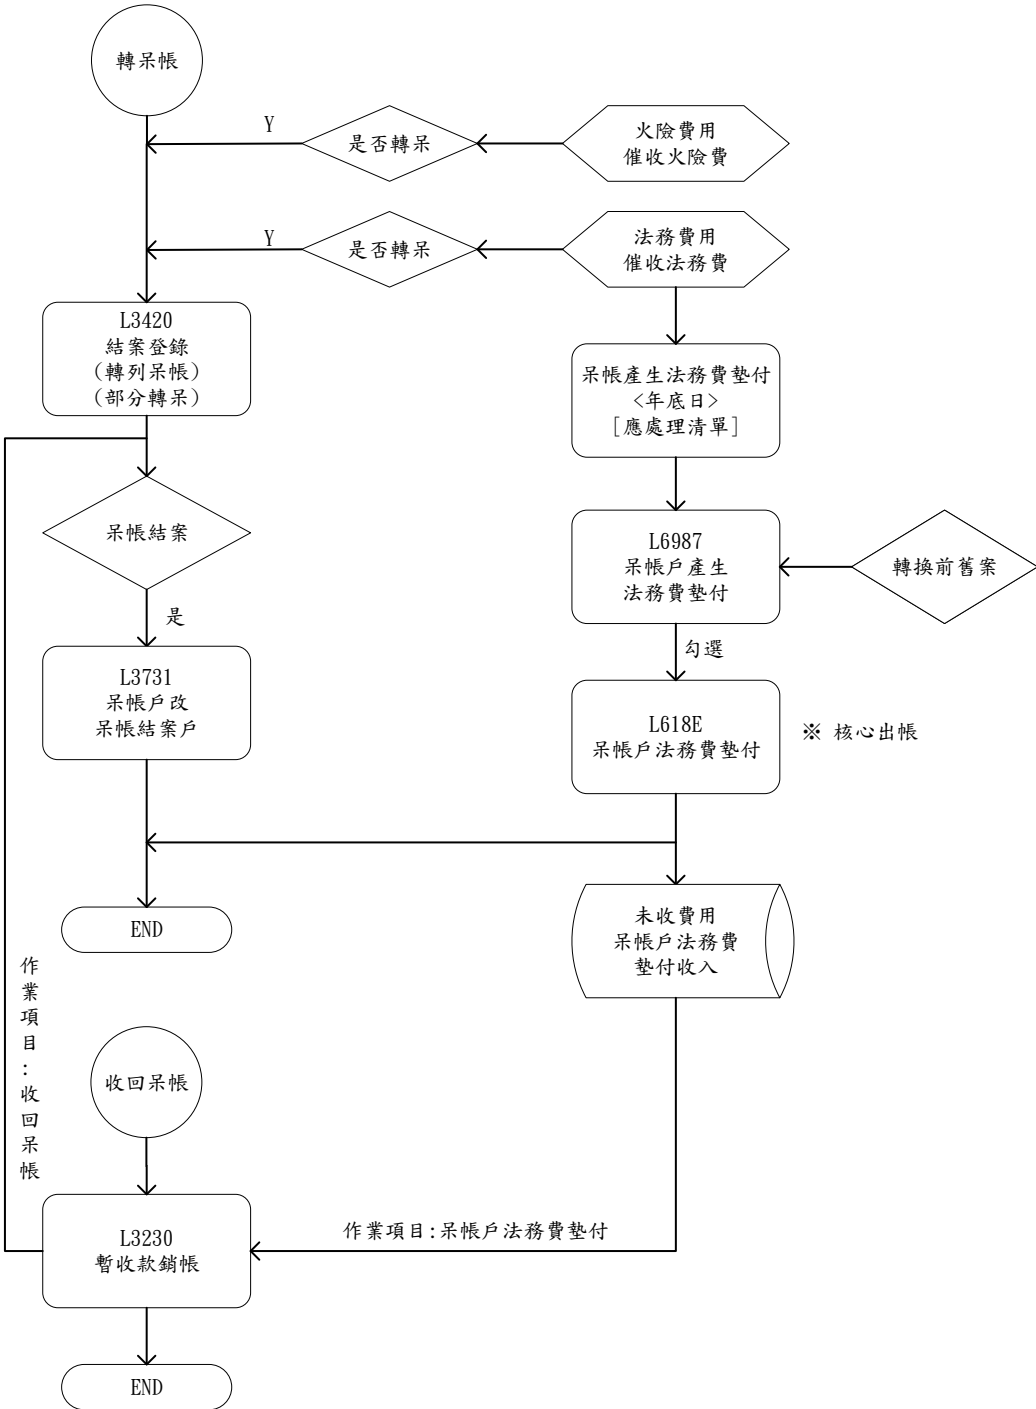 轉呆帳
Y
是否轉呆
火險費用
催收火險費
Y
是否轉呆
法務費用
催收法務費
L3420
結案登錄
(轉列呆帳)
(部分轉呆)
呆帳產生法務費墊付
<年底日>
[應處理清單]
呆帳結案
L6987
呆帳戶產生
法務費墊付
轉換前舊案
是
勾選
L3731
呆帳戶改
呆帳結案戶
L618E
呆帳戶法務費墊付
※ 核心出帳
END
未收費用
呆帳戶法務費
墊付收入
作業項目:收回呆帳
收回呆帳
作業項目:呆帳戶法務費墊付
L3230
暫收款銷帳
END